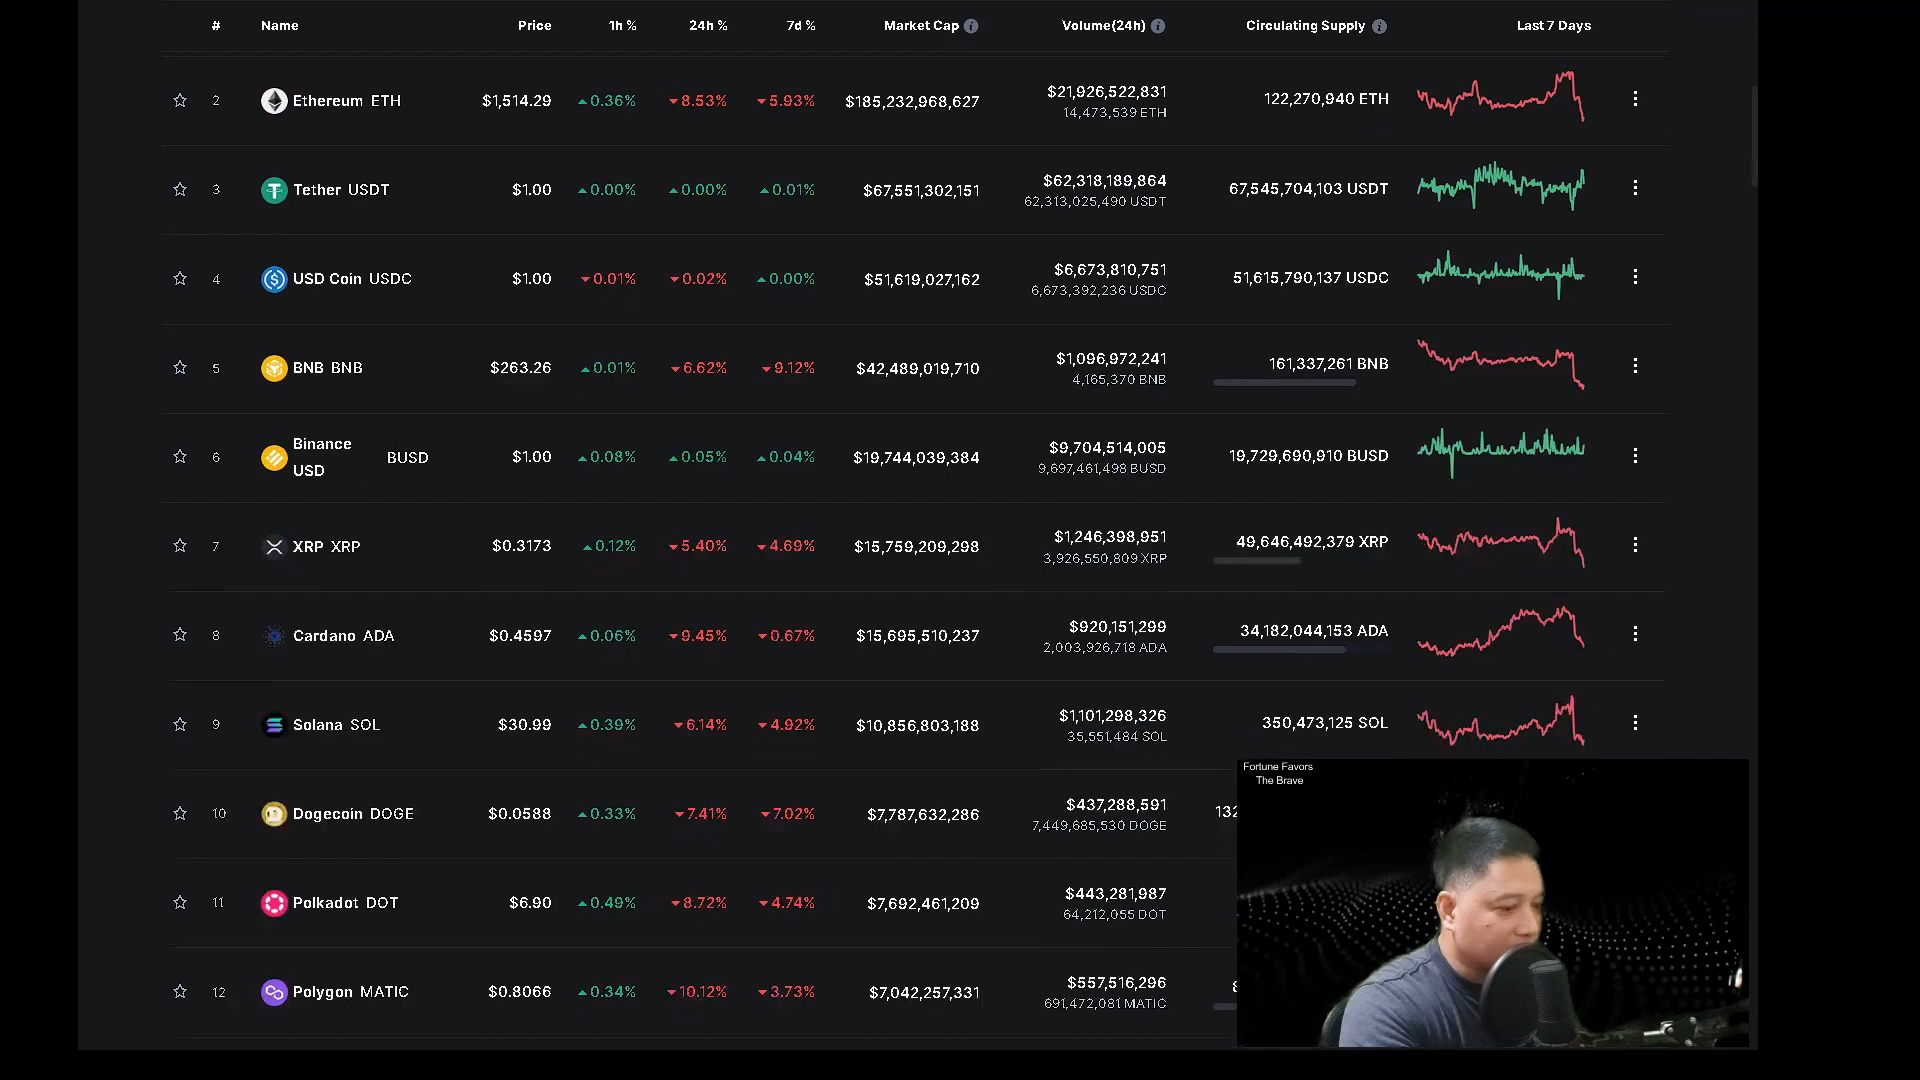 # Name Price 1h % 24h % 7d % Market Cap Volume(24h) Circulating Supply Last 7 Days
2 Ethereum ETH $1,514.29 0.36% 8.53% 5.93% $185,232,968,627 $21,926,522,831 122,270,940 ETH
14,473,539 ETH
3 Tether USDT $1.00 0.00% 0.00% 0.01% $67,551,302,151 $62,318,189,864 67,545,704,103 USDT
62,313,025,490 USDT
4 USD Coin USDC $1.00 0.01% 0.02% 0.00% $51,619,027,162 $6,673,810,751 51,615,790,137 USDC
6,673,392,236 USDC
5 BNB BNB $263.26 0.01% 6.62% 9.12% $42,489,019,710 $1,096,972,241 161,337,261 BNB
4,165,370 BNB
6 Binance USD BUSD $1.00 0.08% 0.05% 0.04% $19,744,039,384 $9,704,514,005 19,729,690,910 BUSD
9,697,461,498 BUSD
7 XRP XRP $0.3173 0.12% 5.40% 4.69% $15,759,209,298 $1,246,398,951 49,646,492,379 XRP
3,926,550,809 XRP
8 Cardano ADA $0.4597 0.06% 9.45% 0.67% $15,695,510,237 $920,151,299 34,182,044,153 ADA
2,003,926,718 ADA
9 Solana SOL $30.99 0.39% 6.14% 4.92% $10,856,803,188 $1,101,298,326 350,473,125 SOL
35,551,484 SOL
10 Dogecoin DOGE $0.0588 0.33% 7.41% 7.02% $7,787,632,286 $437,288,591
7,449,685,530 DOGE
11 Polkadot DOT $6.90 0.49% 8.72% 4.74% $7,692,461,209 $443,281,987
64,212,055 DOT
12 Polygon MATIC $0.8066 0.34% 10.12% 3.73% $7,042,257,331 $557,516,296
691,472,081 MATIC
Fortune Favors
The Brave